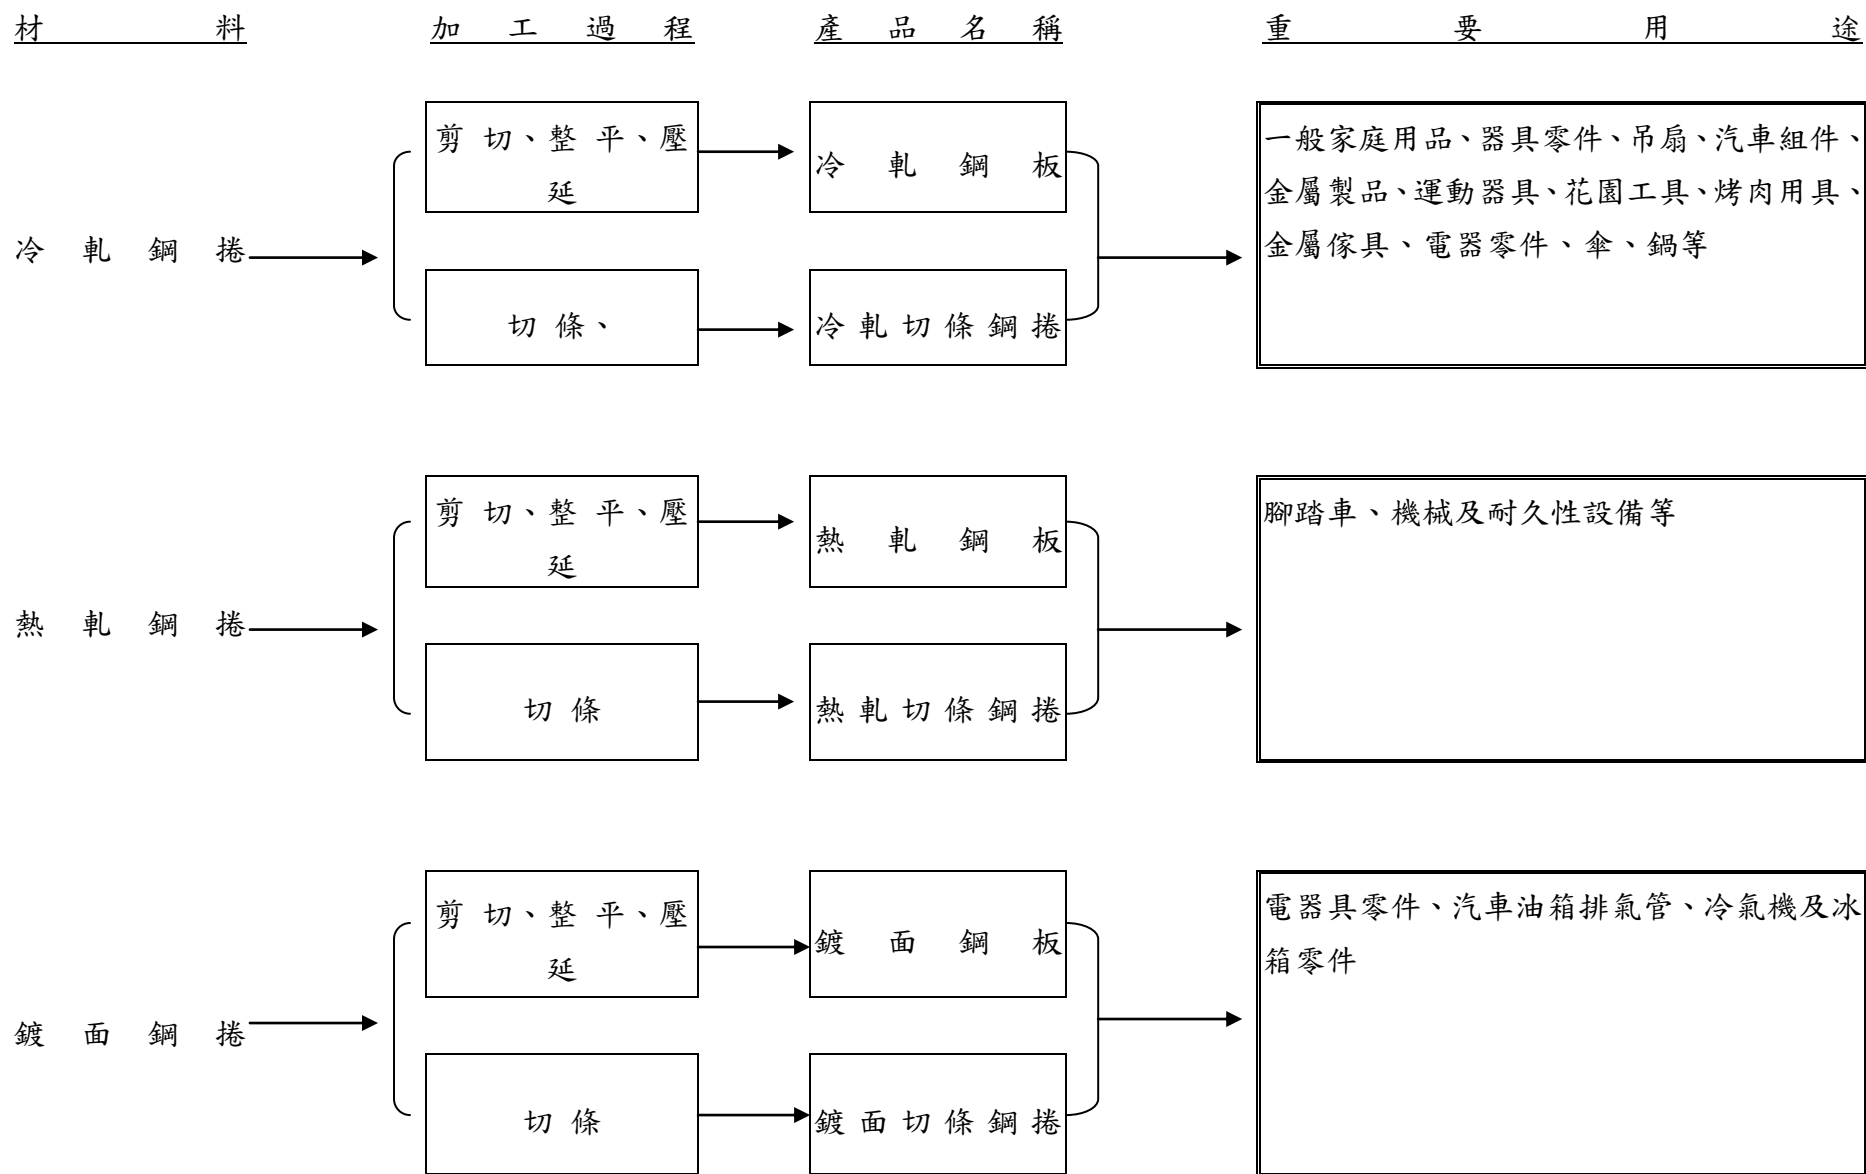 材料 加工過程 產品名稱 重要用途
剪切、整平、壓
延
冷軋鋼板
一般家庭用品、器具零件、吊扇、汽車組件、
金屬製品、運動器具、花園工具、烤肉用具、
金屬傢具、電器零件、傘、鍋等
冷軋鋼捲
切條、
冷軋切條鋼捲
剪切、整平、壓
延
熱軋鋼板
腳踏車、機械及耐久性設備等
熱軋鋼捲
切條
熱軋切條鋼捲
剪切、整平、壓
延
鍍面鋼板
電器具零件、汽車油箱排氣管、冷氣機及冰
箱零件
鍍面鋼捲
切條
鍍面切條鋼捲